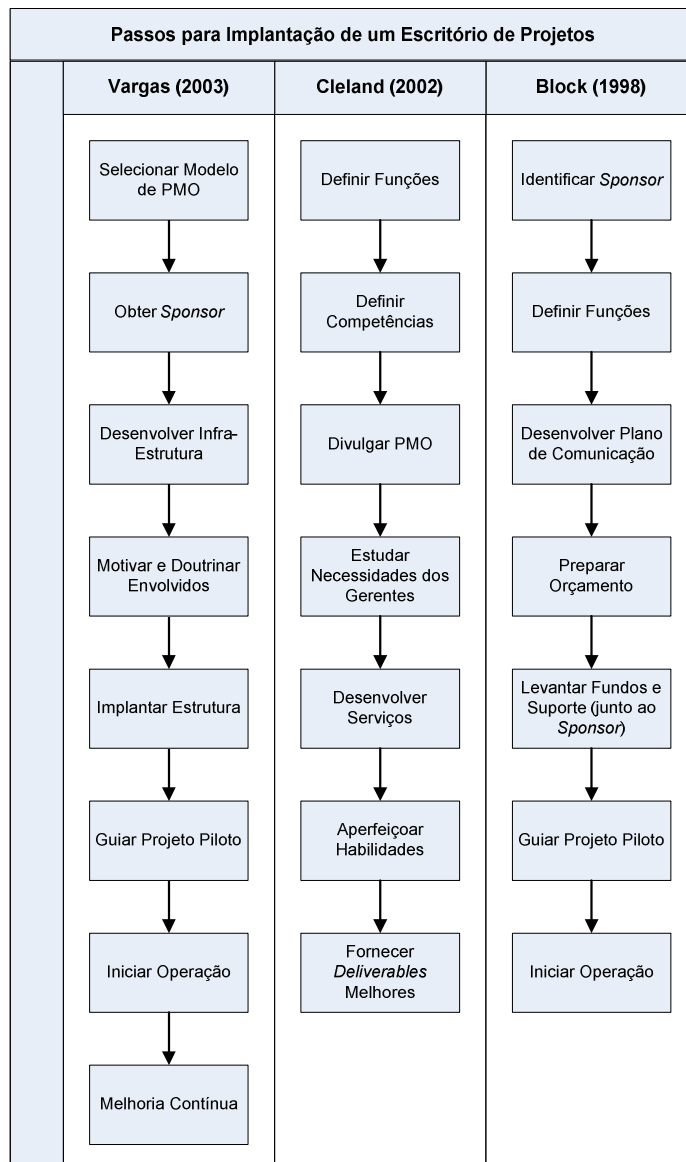 Passos para Implantação de um Escritório de Projetos
Vargas (2003)
Selecionar Modelo
de PMO
Obter Sponsor
Desenvolver Infra-
Estrutura
Motivar e Doutrinar
Envolvidos
Implantar Estrutura
Guiar Projeto Piloto
Iniciar Operação
Melhoria Contínua
Cleland (2002)
Definir Funções
Definir
Competências
Divulgar PMO
Estudar
Necessidades dos
Gerentes
Desenvolver
Serviços
Aperfeiçoar
Habilidades
Fornecer
Deliverables
Melhores
Block (1998)
Identificar Sponsor
Definir Funções
Desenvolver Plano
de Comunicação
Preparar
Orçamento
Levantar Fundos e
Suporte (junto ao
Sponsor)
Guiar Projeto Piloto
Iniciar Operação